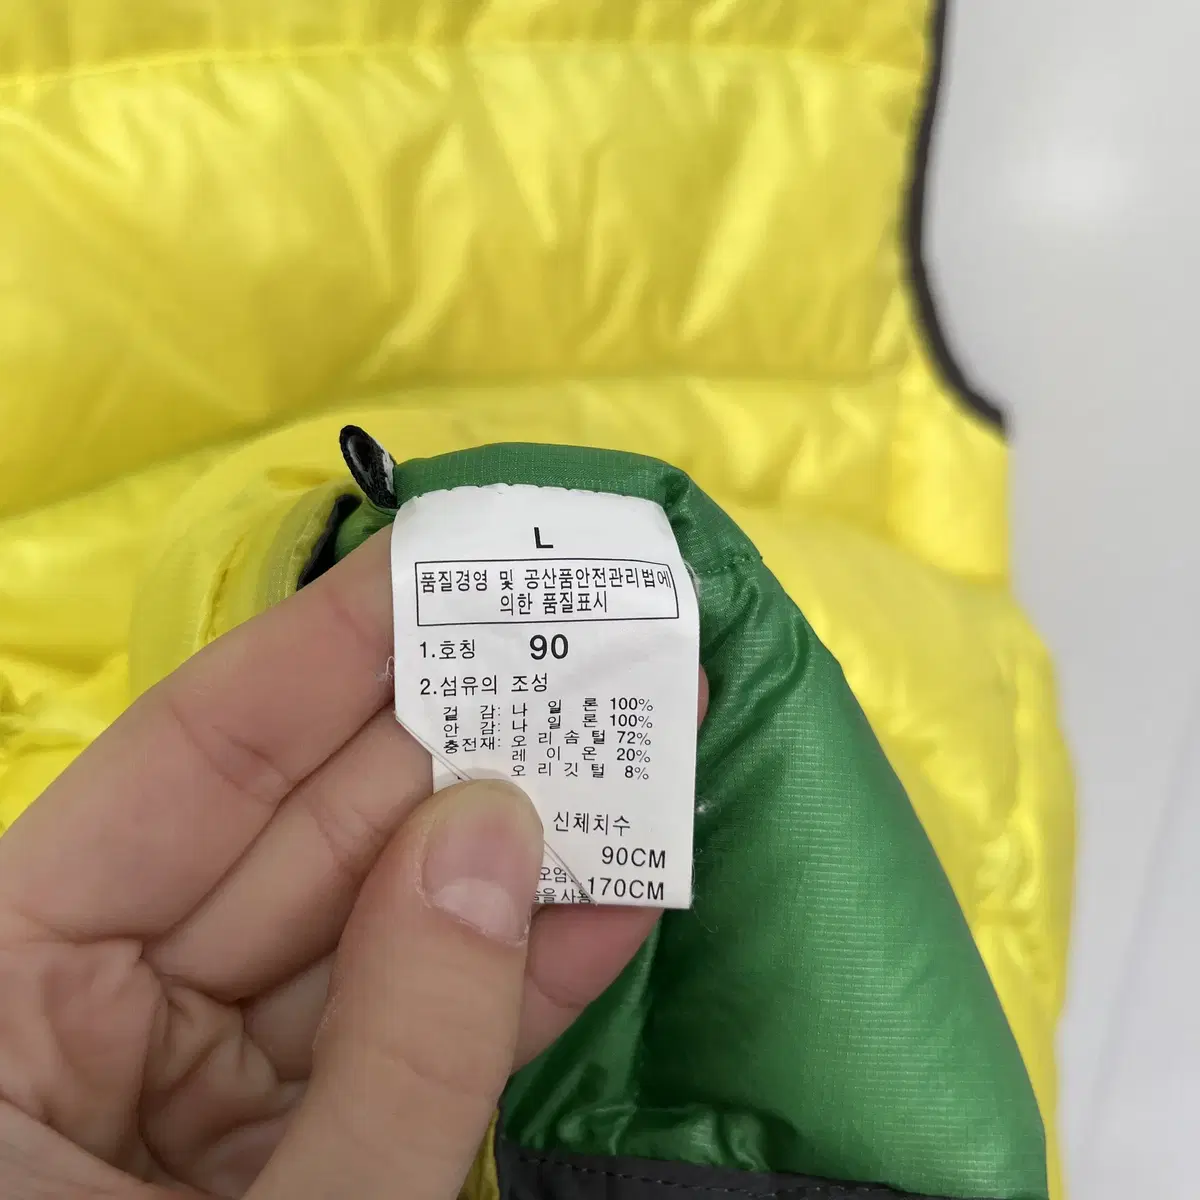 L
품질경영 및 공산품안전관리법에
의한 품질표시
1.호칭 90
2.섬유의 조성
겉 감: 나 일 론 100%
안 감: 나 일 론 100%
충전재: 오 리 솜 털 72%
레 이 온 20%
오 리 깃 털 8%
신체치수
90CM
170CM